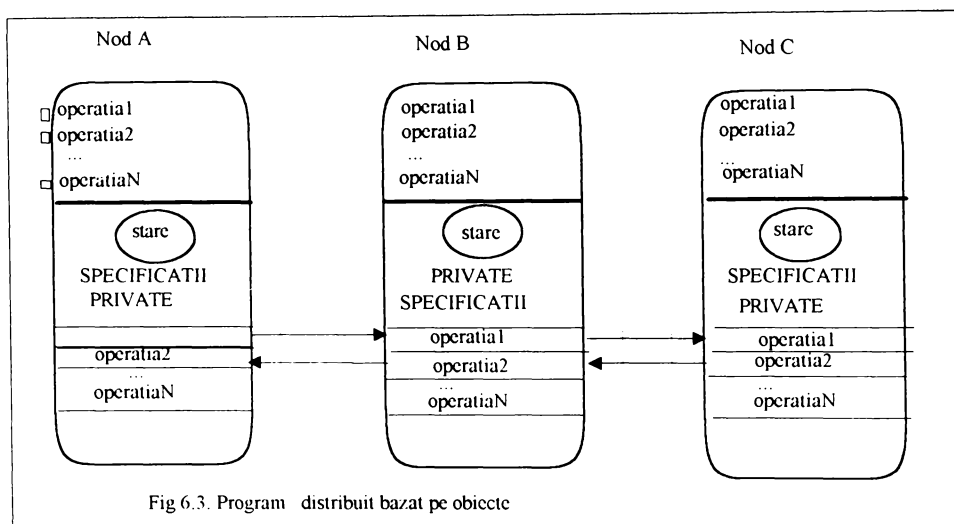 Nod A
Nod B
Nod C
operatia1
operatia2
...
operatiaN
stare
SPECIFICATII
PRIVATE
operatia2
...
operatiaN
operatia1
operatia2
...
operatiaN
stare
PRIVATE
SPECIFICATII
operatia1
operatia2
...
operatiaN
operatia1
operatia2
...
operatiaN
stare
SPECIFICATII
PRIVATE
operatia1
operatia2
...
operatiaN
Fig 6.3. Program distribuit bazat pe obiecte